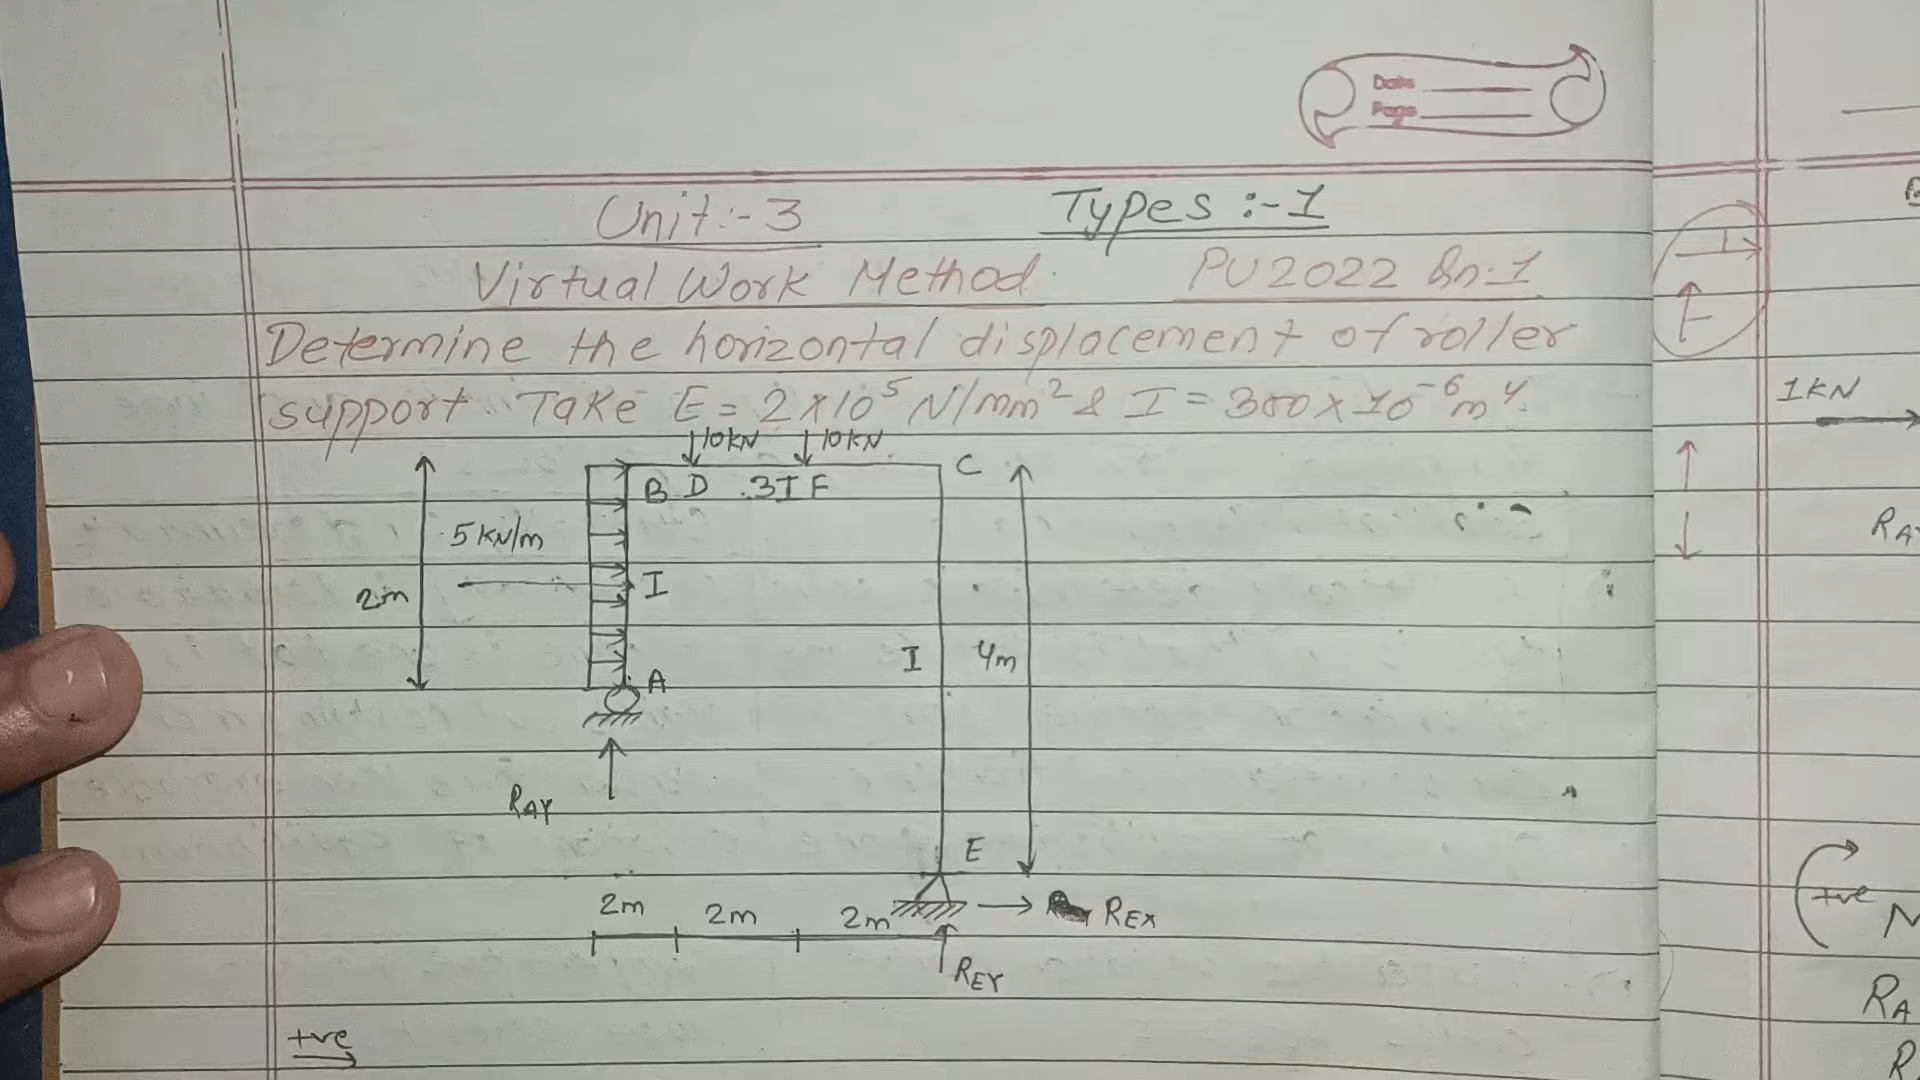 Date
Page
Unit:-3 Types:-1
Virtual Work Method. PU2022 Qn.1
Determine the horizontal displacement of roller
support. Take E = 2×10⁵ N/mm² & I = 300×10⁻⁶ m⁴.
10KN 10KN
B D .3I F C
5KN/m
2m I
I 4m
A
RAY
E
2m 2m 2m REX
REY
+ve
1KN
+ve